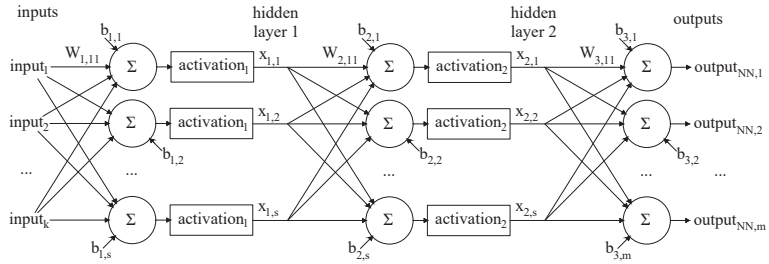 inputs hidden layer 1 hidden layer 2 outputs
b1,1 b2,1 b3,1
W1,11 x1,1 W2,11 x2,1 W3,11
input1 Σ activation1 Σ activation2 Σ outputNN,1
x1,2 x2,2
input2 Σ activation1 Σ activation2 Σ outputNN,2
b1,2 b2,2 b3,2
... ... ... ... ...
x1,s x2,s
inputk Σ activation1 Σ activation2 Σ outputNN,m
b1,s b2,s b3,m